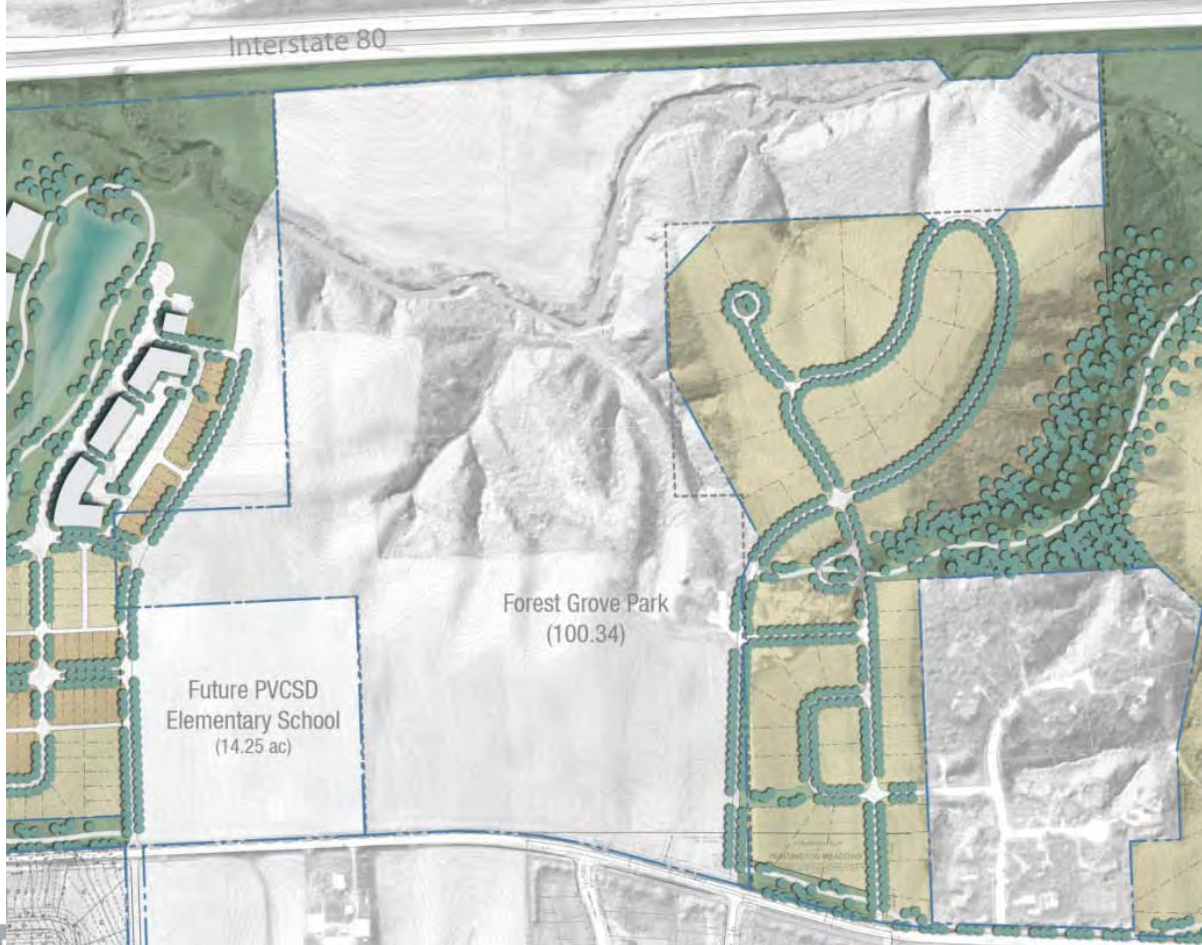 Interstate 80
Forest Grove Park
(100.34)
Future PVCSD
Elementary School
(14.25 ac)